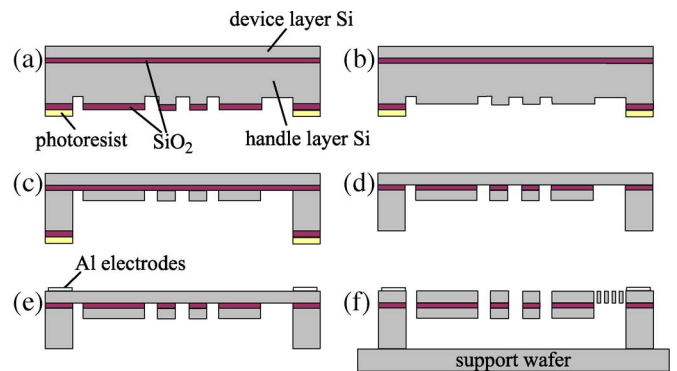 device layer Si
(a)
(b)
photoresist
SiO2
handle layer Si
(c)
(d)
Al electrodes
(e)
(f)
support wafer